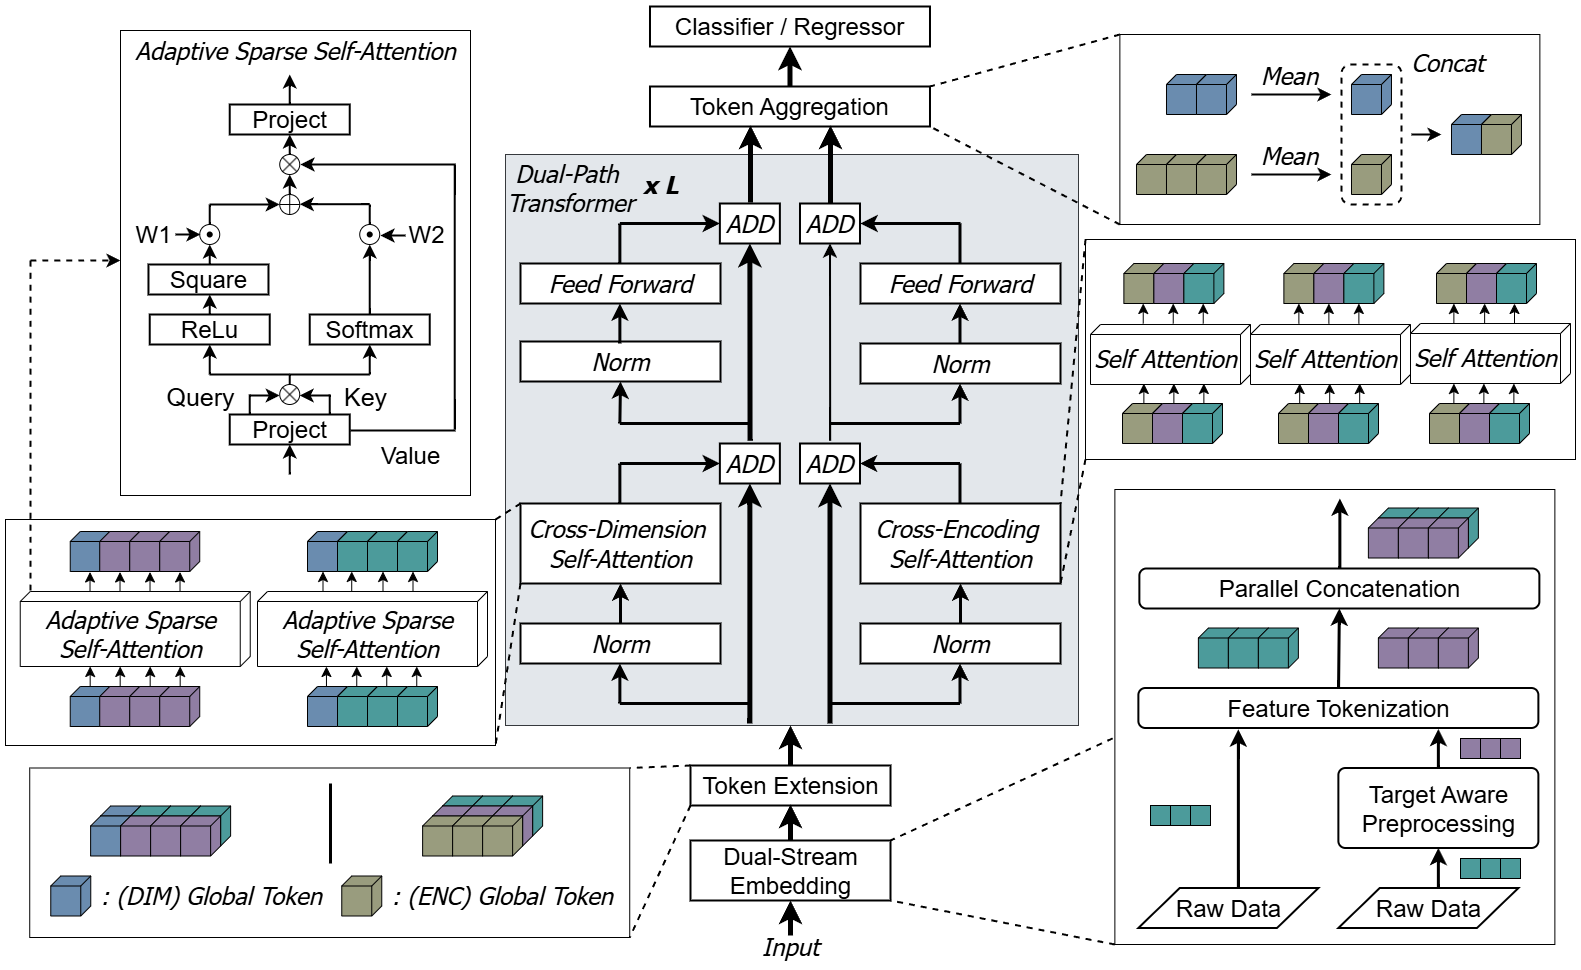 Classifier / Regressor
Token Aggregation
Dual-Path
Transformer
x L
ADD
ADD
Feed Forward
Feed Forward
Norm
Norm
ADD
ADD
Cross-Dimension
Self-Attention
Cross-Encoding
Self-Attention
Norm
Norm
Token Extension
Dual-Stream
Embedding
Input
Adaptive Sparse Self-Attention
Project
W1
W2
Square
ReLu
Softmax
Query
Key
Project
Value
Adaptive Sparse
Self-Attention
Adaptive Sparse
Self-Attention
: (DIM) Global Token
: (ENC) Global Token
Mean
Concat
Mean
Self Attention
Self Attention
Self Attention
Parallel Concatenation
Feature Tokenization
Target Aware
Preprocessing
Raw Data
Raw Data